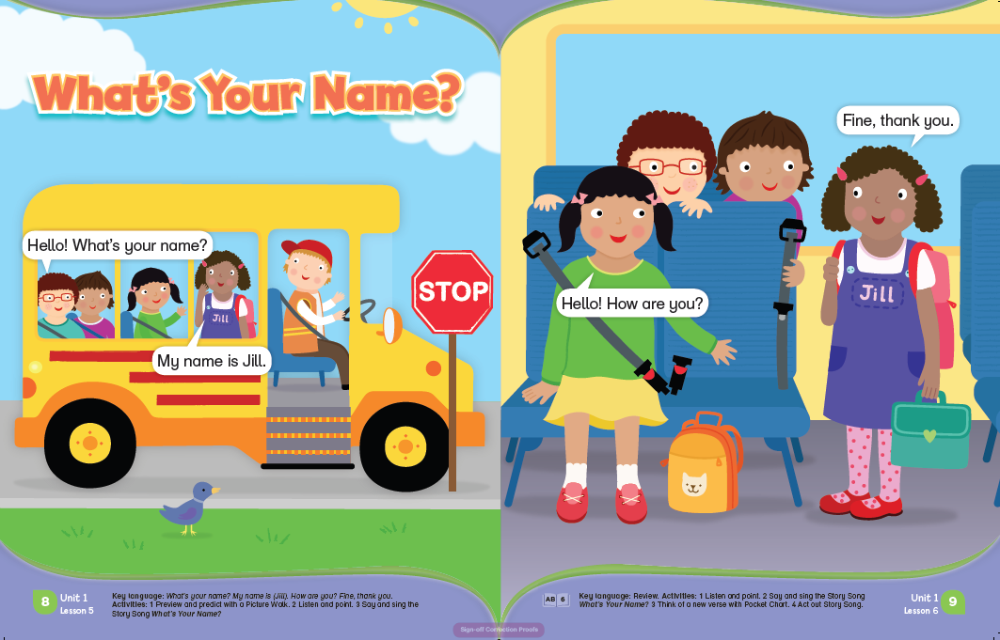 What's Your Name?
Hello! What's your name?
Jill
My name is Jill.
STOP
8
Unit 1
Lesson 5
Key language: What's your name? My name is (Jill). How are you? Fine, thank you.
Activities: 1 Preview and predict with a Picture Walk. 2 Listen and point. 3 Say and sing the
Story Song What's Your Name?
Fine, thank you.
Hello! How are you?
Jill
AB 6
Key language: Review. Activities: 1 Listen and point. 2 Say and sing the Story Song
What's Your Name? 3 Think of a new verse with Pocket Chart. 4 Act out Story Song.
Unit 1
Lesson 6
9
Sign-off Correction Proofs